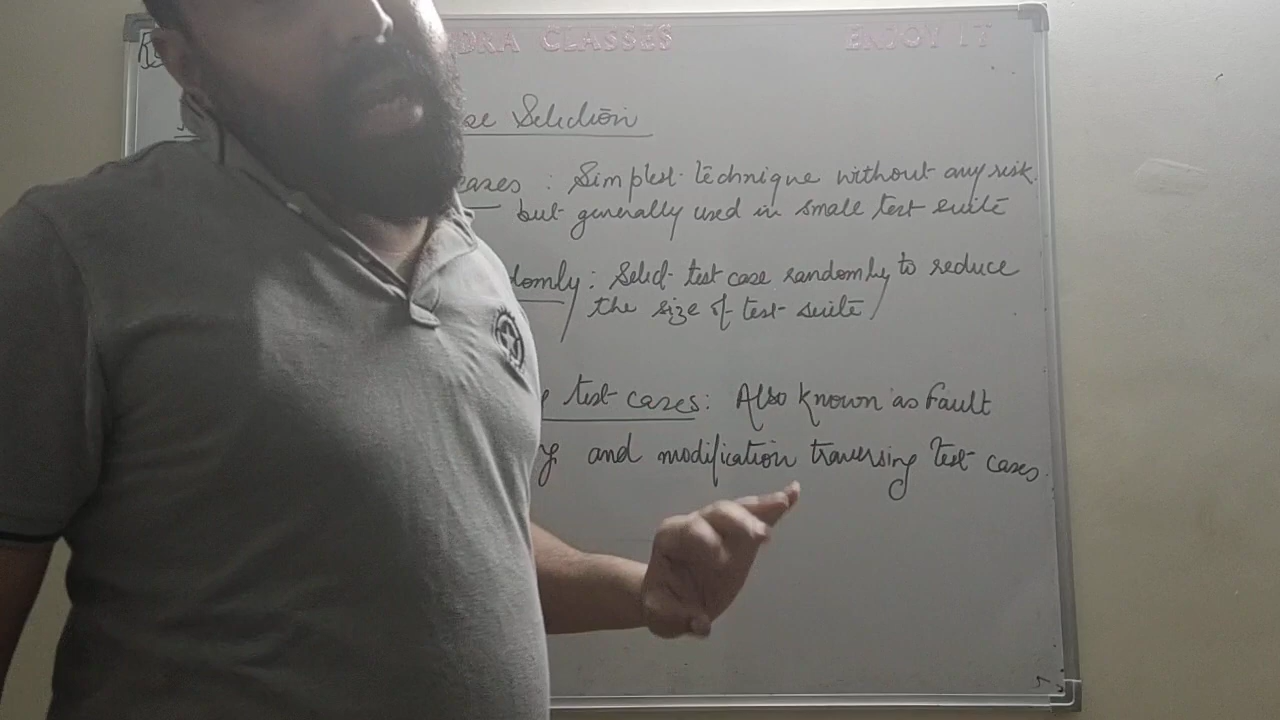 DRA CLASSES ENJOY IT
se Selection
cases : Simplest technique without any risk.
but generally used in small test suite
domly : Select test case randomly to reduce
the size of test suite
test cases : Also known as Fault
and modification traversing test cases.